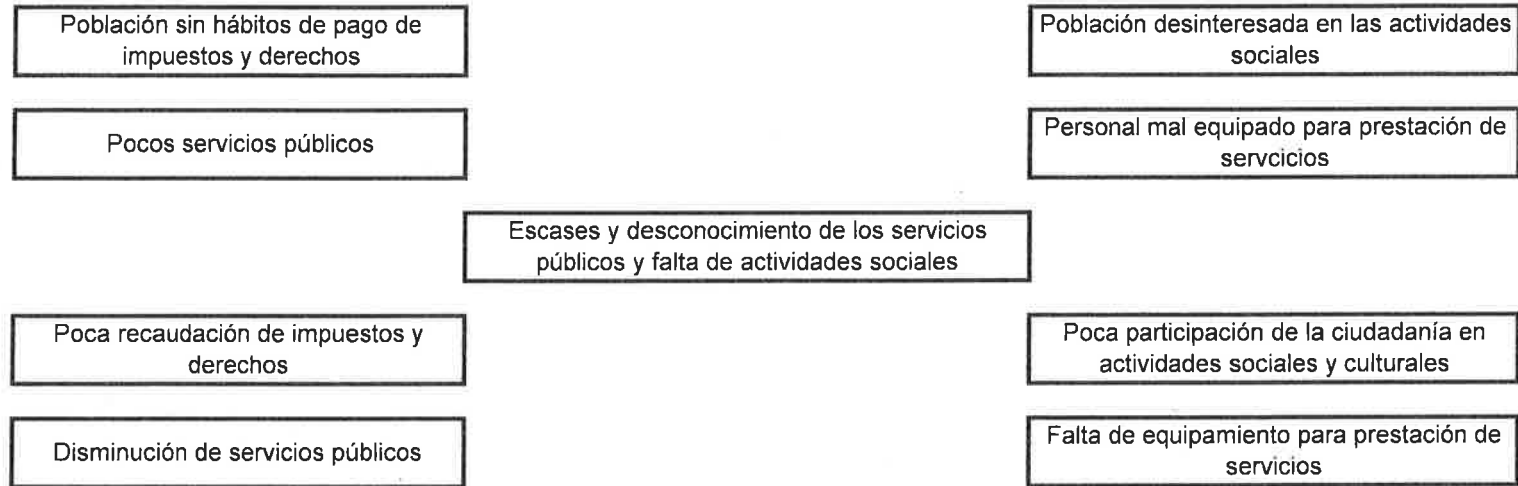 Población sin hábitos de pago de
impuestos y derechos
Población desinteresada en las actividades
sociales
Pocos servicios públicos
Personal mal equipado para prestación de
servcicios
Escases y desconocimiento de los servicios
públicos y falta de actividades sociales
Poca recaudación de impuestos y
derechos
Poca participación de la ciudadanía en
actividades sociales y culturales
Disminución de servicios públicos
Falta de equipamiento para prestación de
servicios